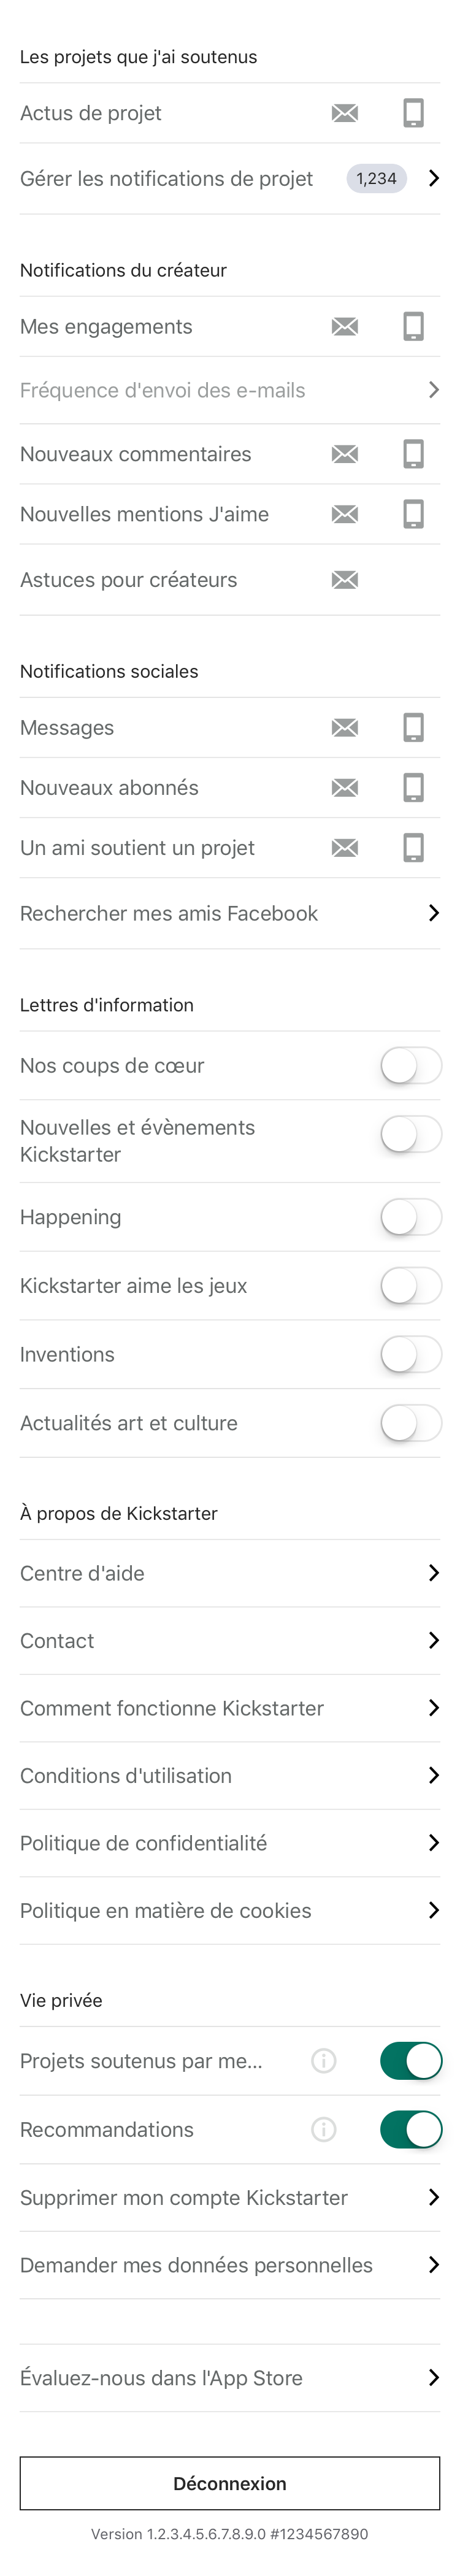 Les projets que j'ai soutenus
Actus de projet
Gérer les notifications de projet 1,234
Notifications du créateur
Mes engagements
Fréquence d'envoi des e-mails
Nouveaux commentaires
Nouvelles mentions J'aime
Astuces pour créateurs
Notifications sociales
Messages
Nouveaux abonnés
Un ami soutient un projet
Rechercher mes amis Facebook
Lettres d'information
Nos coups de cœur
Nouvelles et évènements
Kickstarter
Happening
Kickstarter aime les jeux
Inventions
Actualités art et culture
À propos de Kickstarter
Centre d'aide
Contact
Comment fonctionne Kickstarter
Conditions d'utilisation
Politique de confidentialité
Politique en matière de cookies
Vie privée
Projets soutenus par me...
Recommandations
Supprimer mon compte Kickstarter
Demander mes données personnelles
Évaluez-nous dans l'App Store
Déconnexion
Version 1.2.3.4.5.6.7.8.9.0 #1234567890